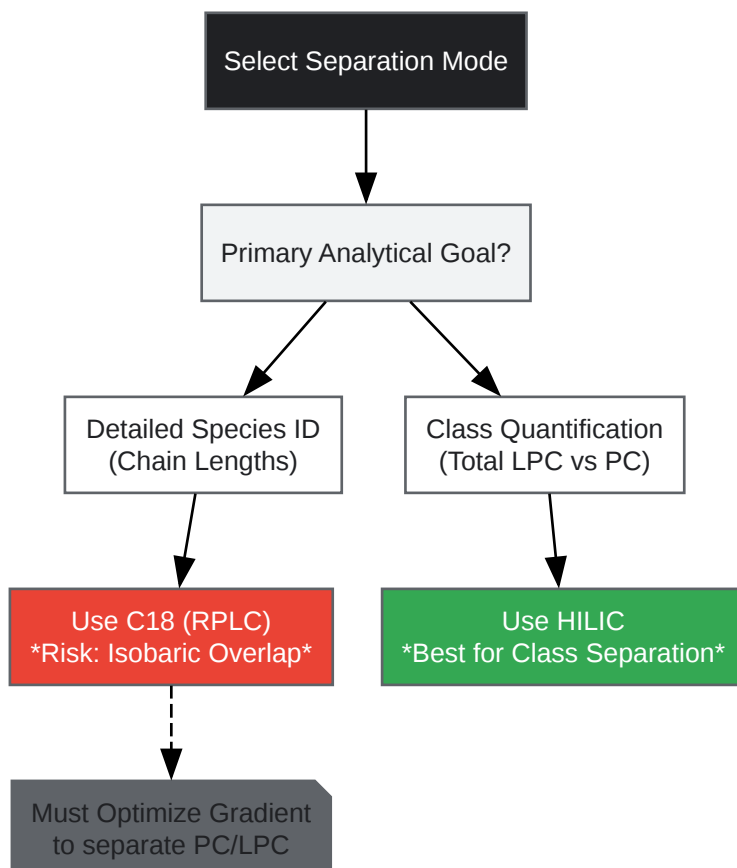 Select Separation Mode
Primary Analytical Goal?
Detailed Species ID
(Chain Lengths)
Class Quantification
(Total LPC vs PC)
Use C18 (RPLC)
*Risk: Isobaric Overlap*
Use HILIC
*Best for Class Separation*
Must Optimize Gradient
to separate PC/LPC